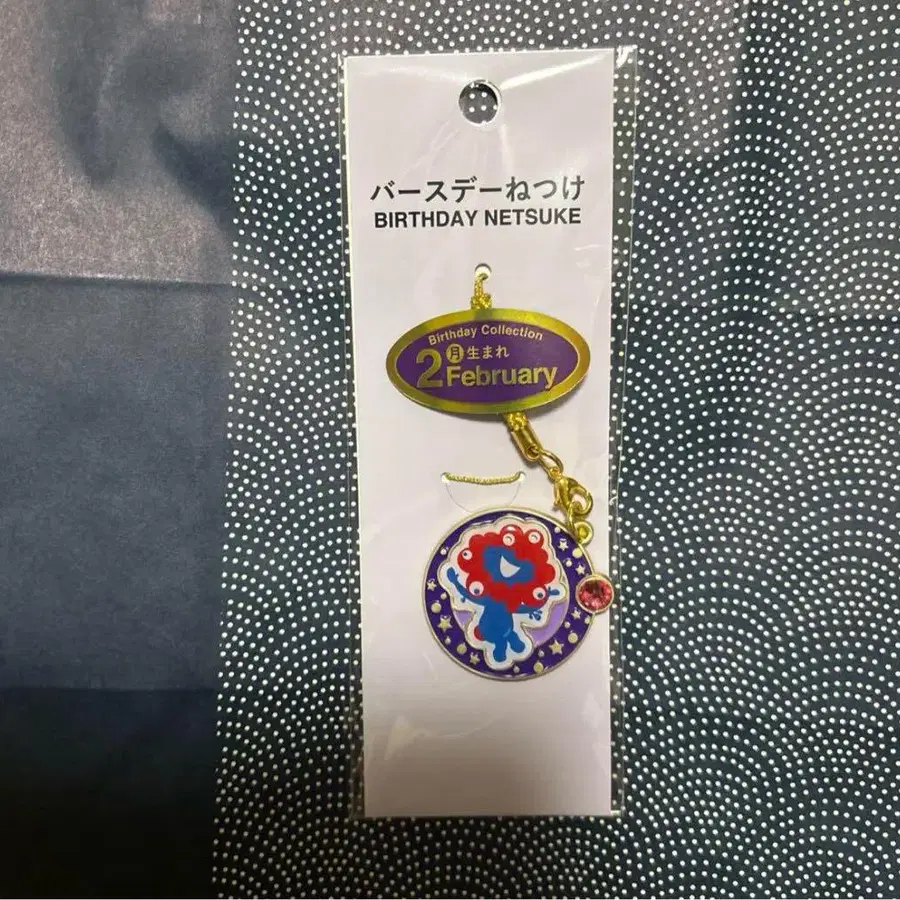 バースデーねつけ
BIRTHDAY NETSUKE
Birthday Collection
2月生まれ
February